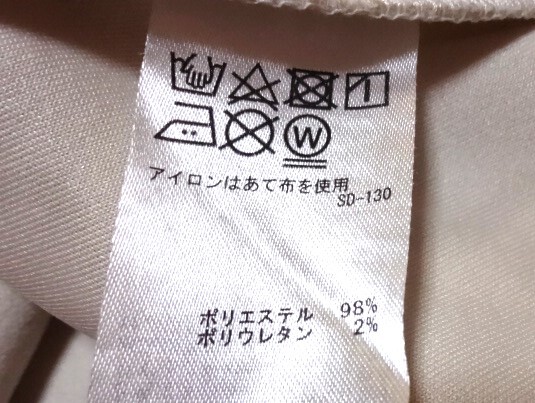 W
アイロンはあて布を使用
SD-130
ポリエステル 98%
ポリウレタン 2%